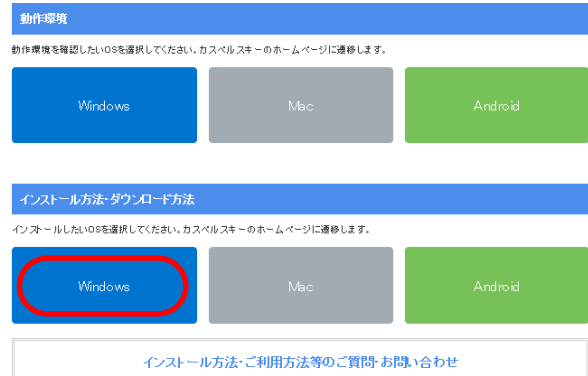 動作環境
動作環境を確認したいOSを選択してください。カスペルスキーのホームページに遷移します。
Windows
Mac
Android
インストール方法・ダウンロード方法
インストールしたいOSを選択してください。カスペルスキーのホームページに遷移します。
Windows
Mac
Android
インストール方法・ご利用方法等のご質問・お問い合わせ